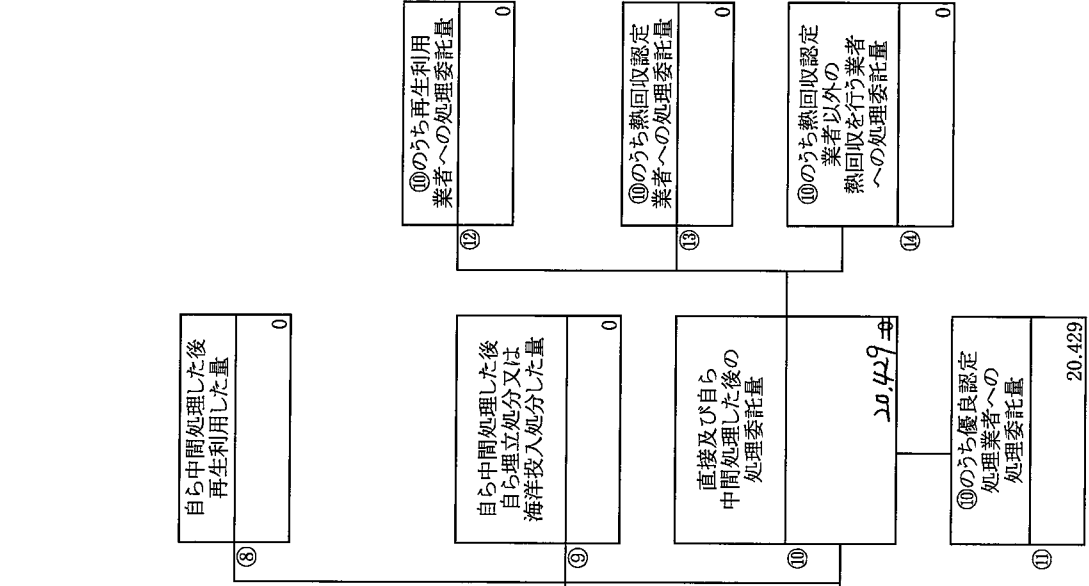 ⑧
自ら中間処理した後
再生利用した量
0
⑨
自ら中間処理した後
自ら埋立処分又は
海洋投入処分した量
0
⑩
直接及び自ら
中間処理した後の
処理委託量
20.429 0
⑪
⑩のうち優良認定
処理業者への
処理委託量
20.429
⑫
⑩のうち再生利用
業者への処理委託量
0
⑬
⑩のうち熱回収認定
業者への処理委託量
0
⑭
⑩のうち熱回収認定
業者以外の
熱回収を行う業者
への処理委託量
0